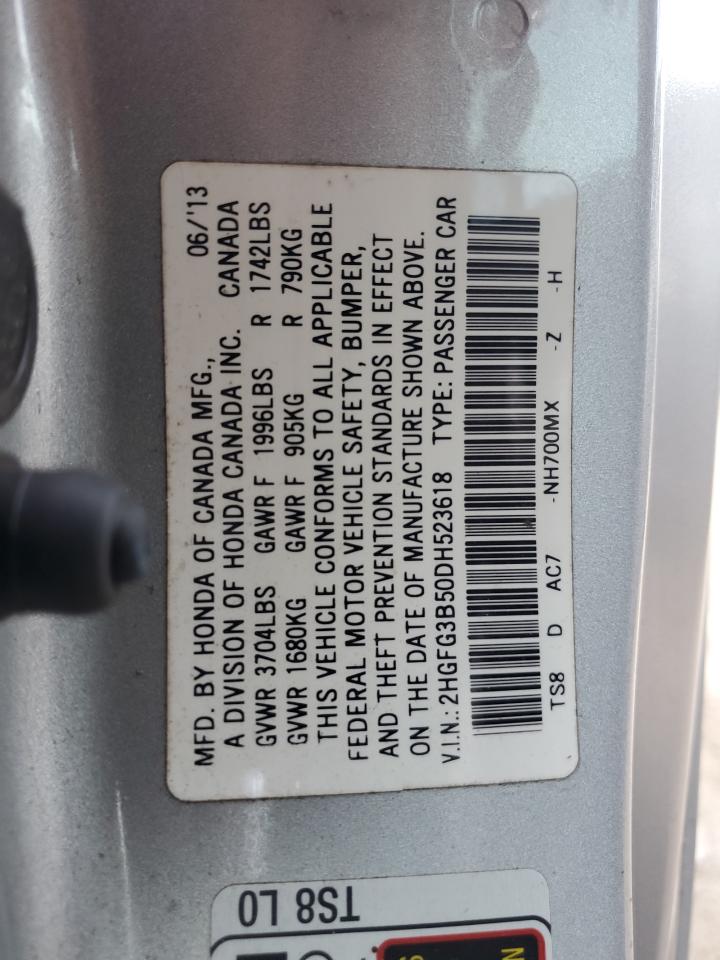 MFD. BY HONDA OF CANADA MFG., 06/'13
A DIVISION OF HONDA CANADA INC. CANADA
GVWR 3704LBS GAWR F 1996LBS R 1742LBS
GVWR 1680KG GAWR F 905KG R 790KG
THIS VEHICLE CONFORMS TO ALL APPLICABLE
FEDERAL MOTOR VEHICLE SAFETY, BUMPER,
AND THEFT PREVENTION STANDARDS IN EFFECT
ON THE DATE OF MANUFACTURE SHOWN ABOVE.
V.I.N.: 2HGFG3B50DH523618 TYPE: PASSENGER CAR
TS8 D AC7 -NH700MX -Z -H
TS8 L0